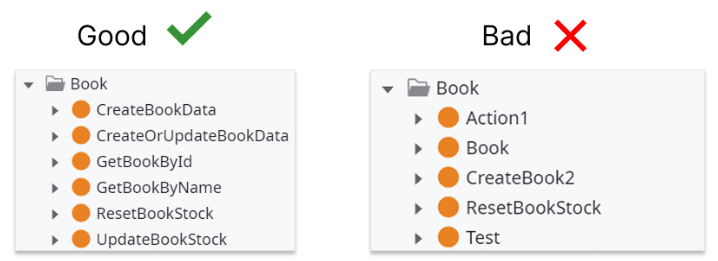 Good
Book
CreateBookData
CreateOrUpdateBookData
GetBookById
GetBookByName
ResetBookStock
UpdateBookStock
Bad
Book
Action1
Book
CreateBook2
ResetBookStock
Test